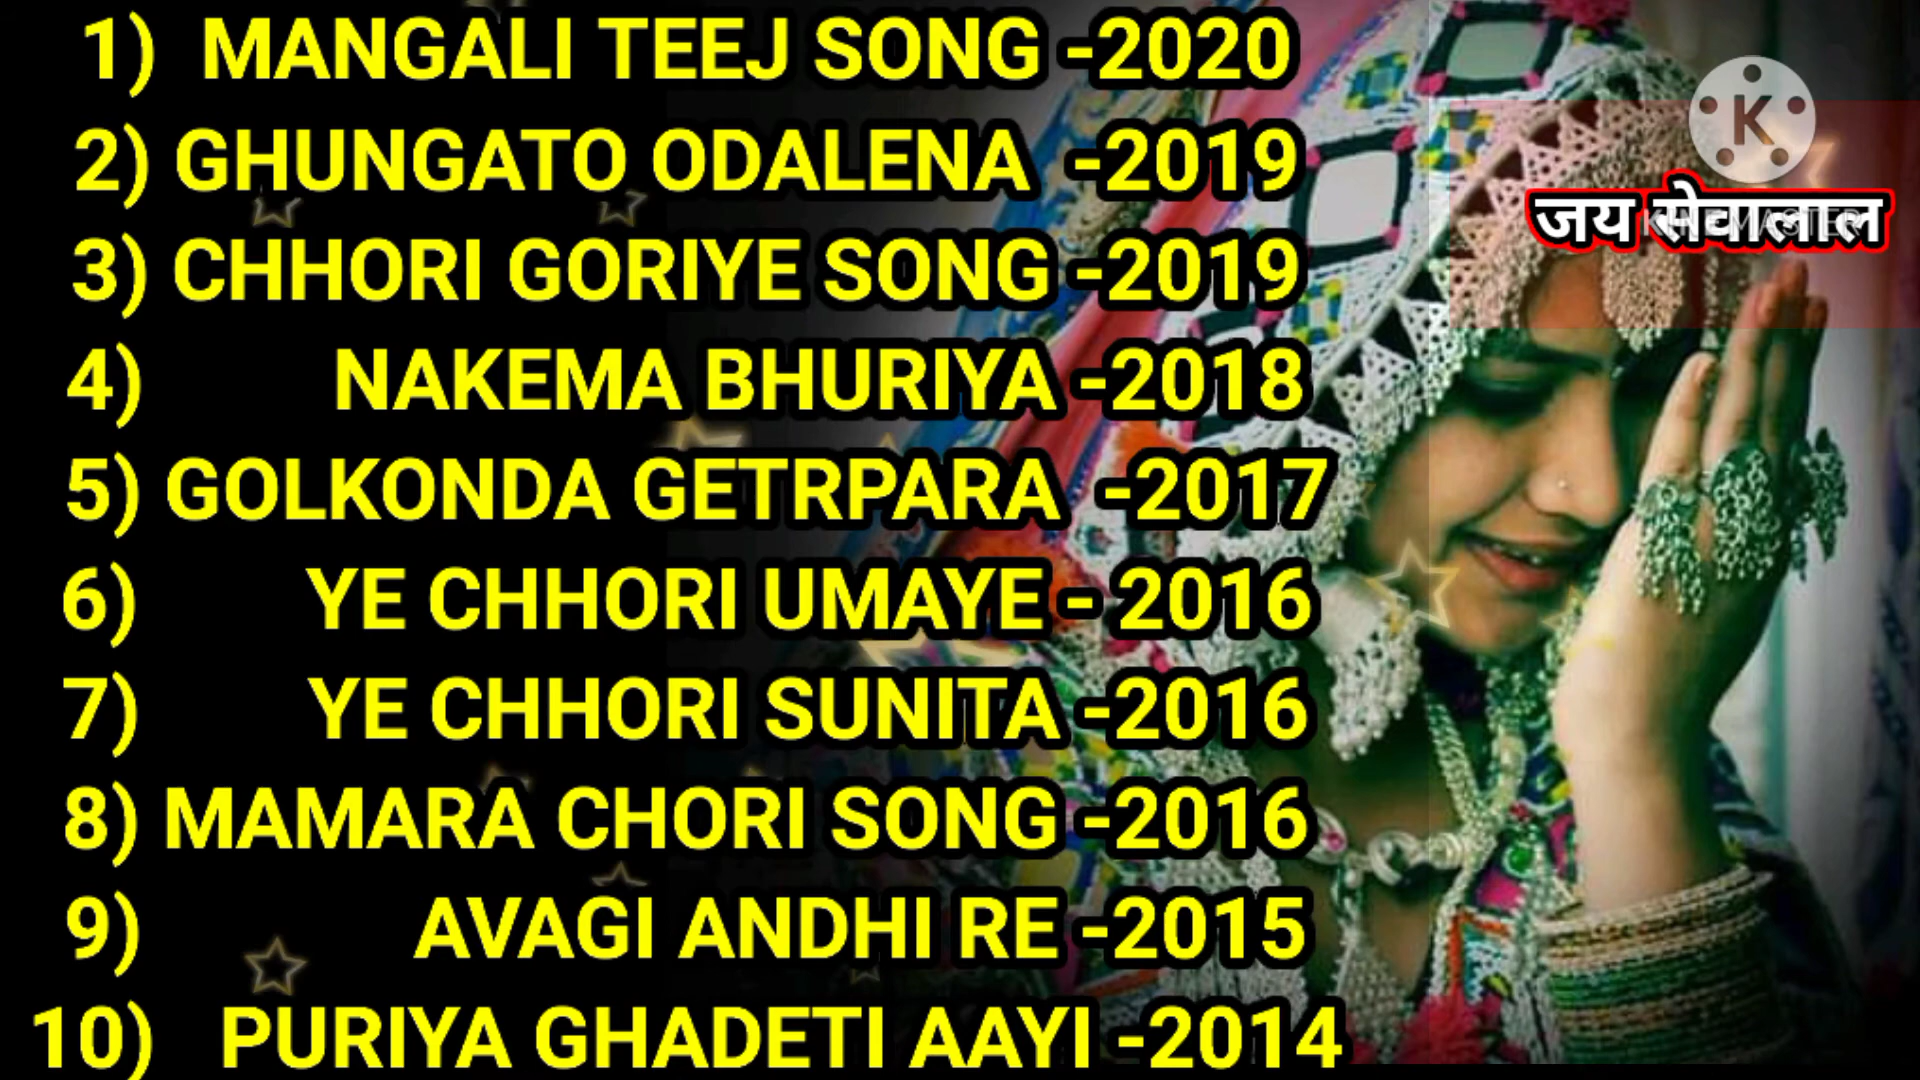 1) MANGALI TEEJ SONG -2020
2) GHUNGATO ODALENA -2019
3) CHHORI GORIYE SONG -2019
4) NAKEMA BHURIYA -2018
5) GOLKONDA GETRPARA -2017
6) YE CHHORI UMAYE - 2016
7) YE CHHORI SUNITA -2016
8) MAMARA CHORI SONG -2016
9) AVAGI ANDHI RE -2015
10) PURIYA GHADETI AAYI -2014
K
KINEMASTER
जय सेवालाल